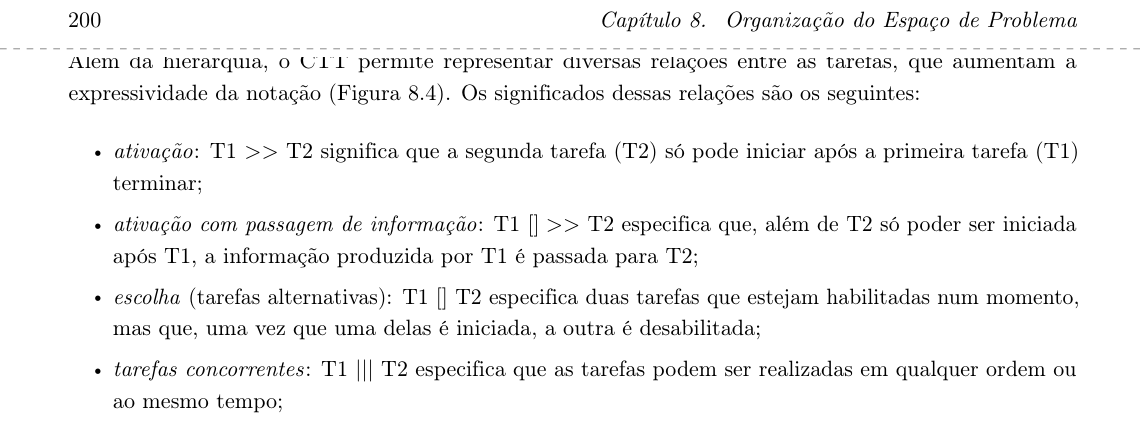 200 Capítulo 8. Organização do Espaço de Problema
Além da hierarquia, o CTT permite representar diversas relações entre as tarefas, que aumentam a
expressividade da notação (Figura 8.4). Os significados dessas relações são os seguintes:
• ativação: T1 >> T2 significa que a segunda tarefa (T2) só pode iniciar após a primeira tarefa (T1)
terminar;
• ativação com passagem de informação: T1 [] >> T2 especifica que, além de T2 só poder ser iniciada
após T1, a informação produzida por T1 é passada para T2;
• escolha (tarefas alternativas): T1 [] T2 especifica duas tarefas que estejam habilitadas num momento,
mas que, uma vez que uma delas é iniciada, a outra é desabilitada;
• tarefas concorrentes: T1 ||| T2 especifica que as tarefas podem ser realizadas em qualquer ordem ou
ao mesmo tempo;